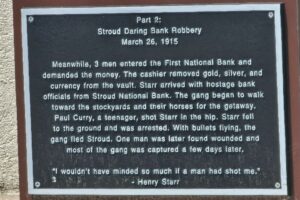 Part 2:
Stroud Daring Bank Robbery
March 26, 1915
Meanwhile, 3 men entered the First National Bank and
demanded the money. The cashier removed gold, silver, and
currency from the vault. Starr arrived with hostage bank
officials from Stroud National Bank. The gang began to walk
toward the stockyards and their horses for the getaway.
Paul Curry, a teenager, shot Starr in the hip. Starr fell
to the ground and was arrested. With bullets flying, the
gang fled Stroud. One man was later found wounded and
most of the gang was captured a few days later.
"I wouldn't have minded so much if a man had shot me."
- Henry Starr
3